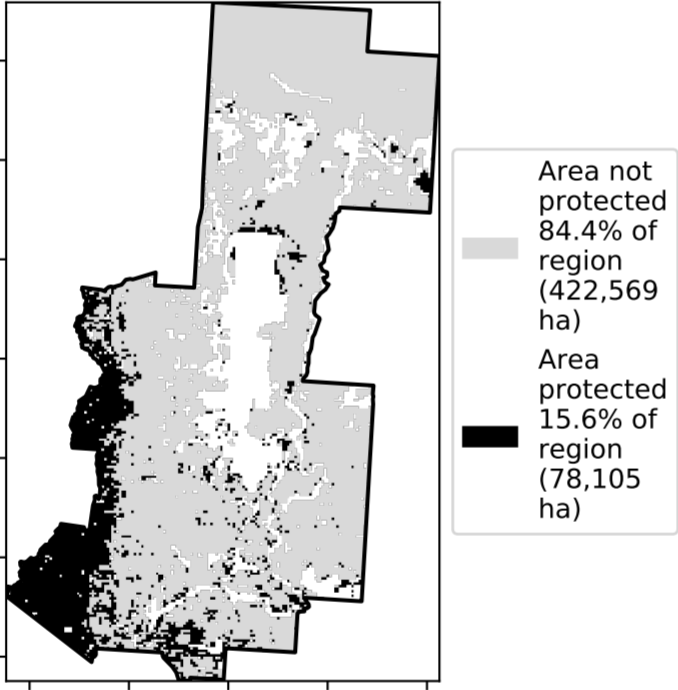 Area not
protected
84.4% of
region
(422,569
ha)
Area
protected
15.6% of
region
(78,105
ha)